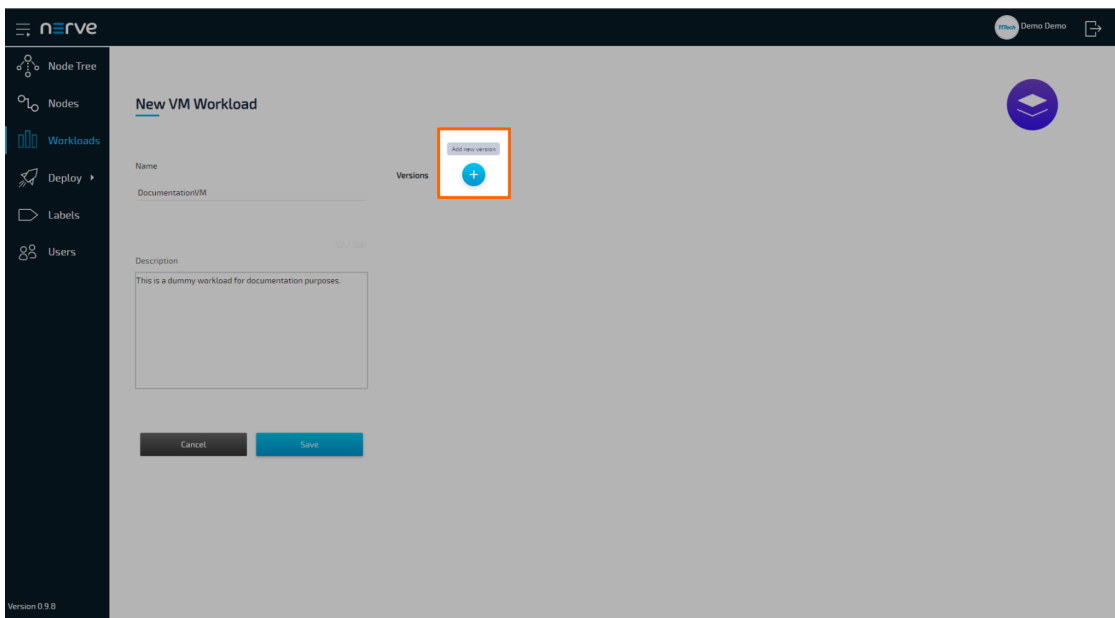 nerve
Demo Demo
Node Tree
Nodes
Workloads
Deploy
Labels
Users
Version 0.9.8
New VM Workload
Name
DocumentationVM
Description
This is a dummy workload for documentation purposes.
Cancel
Save
Versions
Add new version